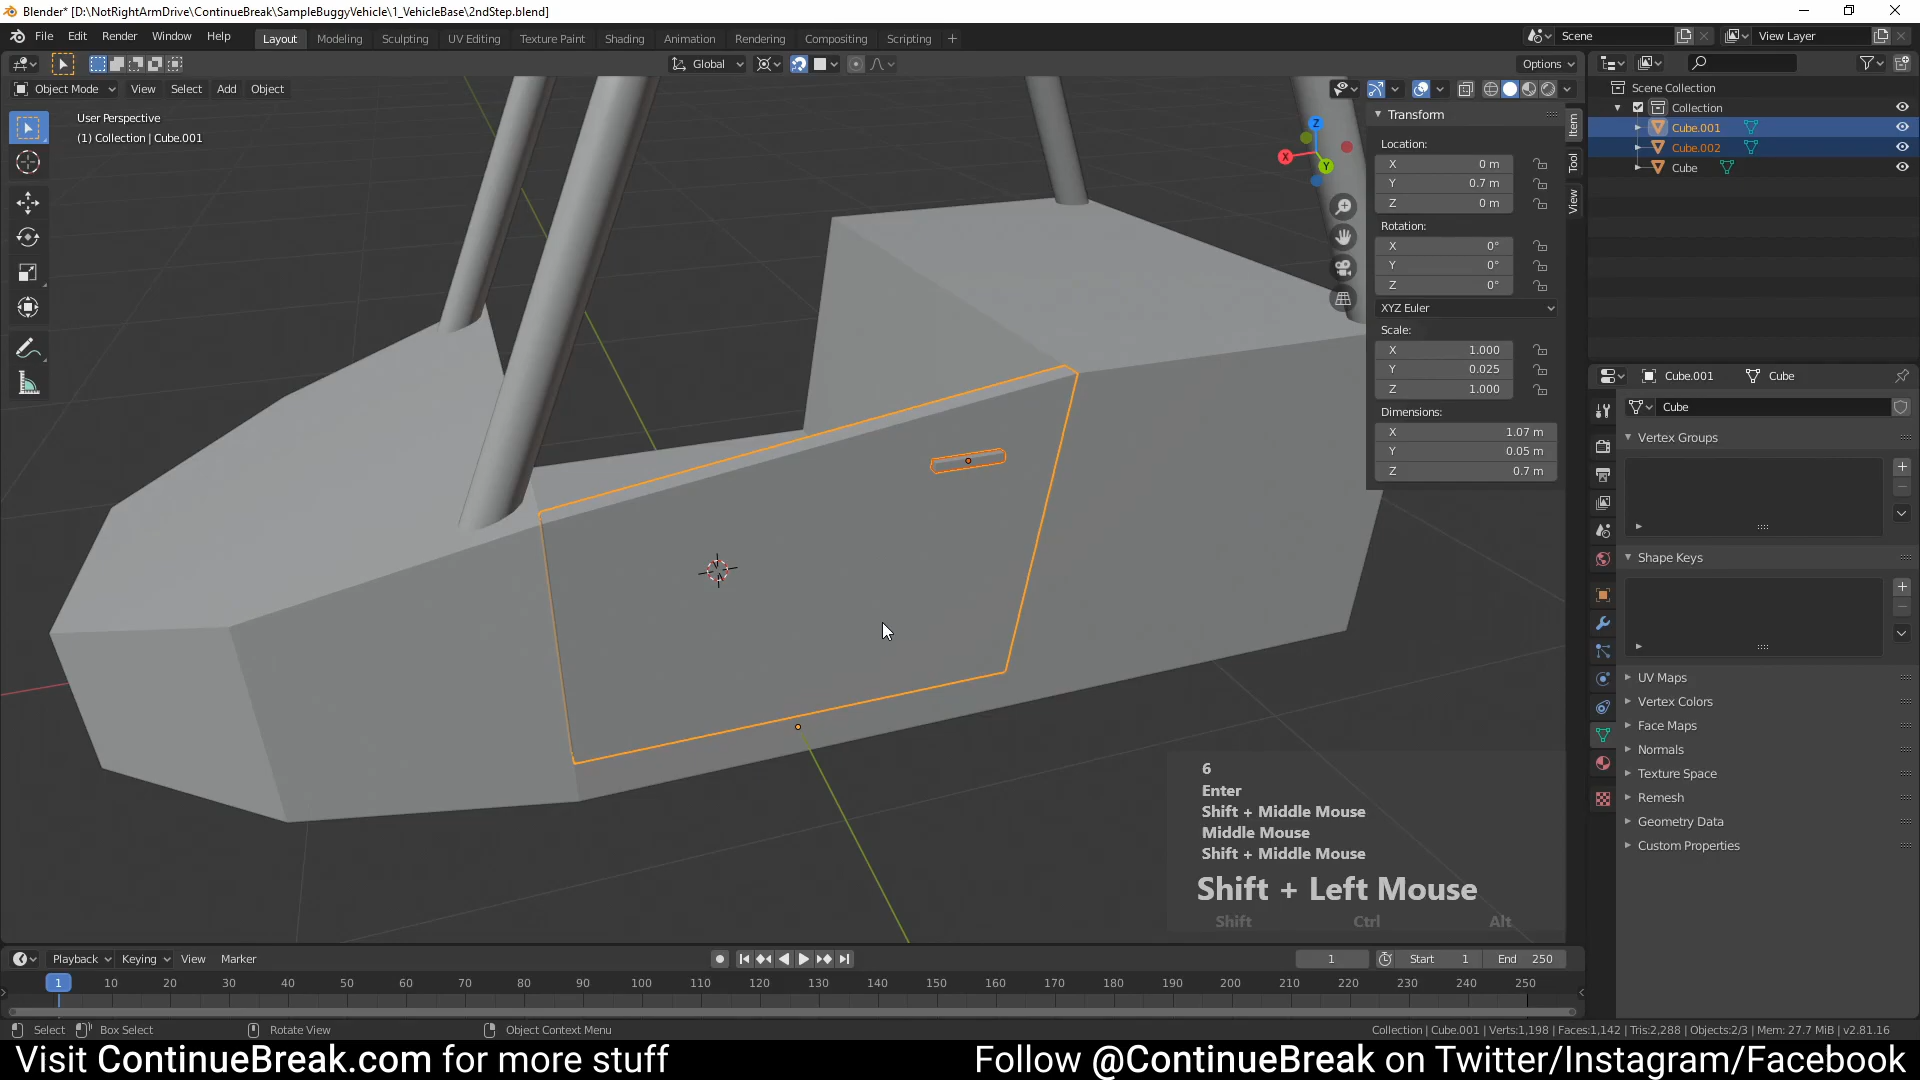 Blender* [D:\NotRightArmDrive\ContinueBreak\SampleBuggyVehicle\1_VehicleBase\2ndStep.blend]
File Edit Render Window Help
Layout Modeling Sculpting UV Editing Texture Paint Shading Animation Rendering Compositing Scripting +
Scene
View Layer
Global
Options
Object Mode View Select Add Object
User Perspective
(1) Collection | Cube.001
Z
X
Y
Transform
Location:
X 0 m
Y 0.7 m
Z 0 m
Rotation:
X 0°
Y 0°
Z 0°
XYZ Euler
Scale:
X 1.000
Y 0.025
Z 1.000
Dimensions:
X 1.07 m
Y 0.05 m
Z 0.7 m
Item
Tool
View
Scene Collection
Collection
Cube.001
Cube.002
Cube
Cube.001 Cube
Cube
Vertex Groups
Shape Keys
UV Maps
Vertex Colors
Face Maps
Normals
Texture Space
Remesh
Geometry Data
Custom Properties
6
Enter
Shift + Middle Mouse
Middle Mouse
Shift + Middle Mouse
Shift + Left Mouse
Shift Ctrl Alt
Playback Keying View Marker
1 Start 1 End 250
1 10 20 30 40 50 60 70 80 90 100 110 120 130 140 150 160 170 180 190 200 210 220 230 240 250
Select Box Select Rotate View Object Context Menu
Collection | Cube.001 | Verts:1,198 | Faces:1,142 | Tris:2,288 | Objects:2/3 | Mem: 27.7 MiB | v2.81.16
Visit ContinueBreak.com for more stuff
Follow @ContinueBreak on Twitter/Instagram/Facebook